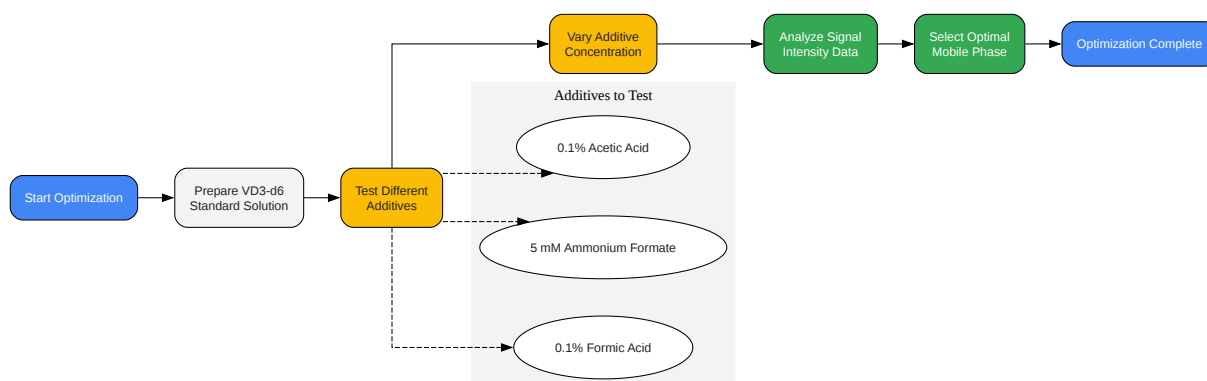 Start Optimization
Prepare VD3-d6
Standard Solution
Test Different
Additives
Vary Additive
Concentration
Additives to Test
0.1% Acetic Acid
5 mM Ammonium Formate
0.1% Formic Acid
Analyze Signal
Intensity Data
Select Optimal
Mobile Phase
Optimization Complete